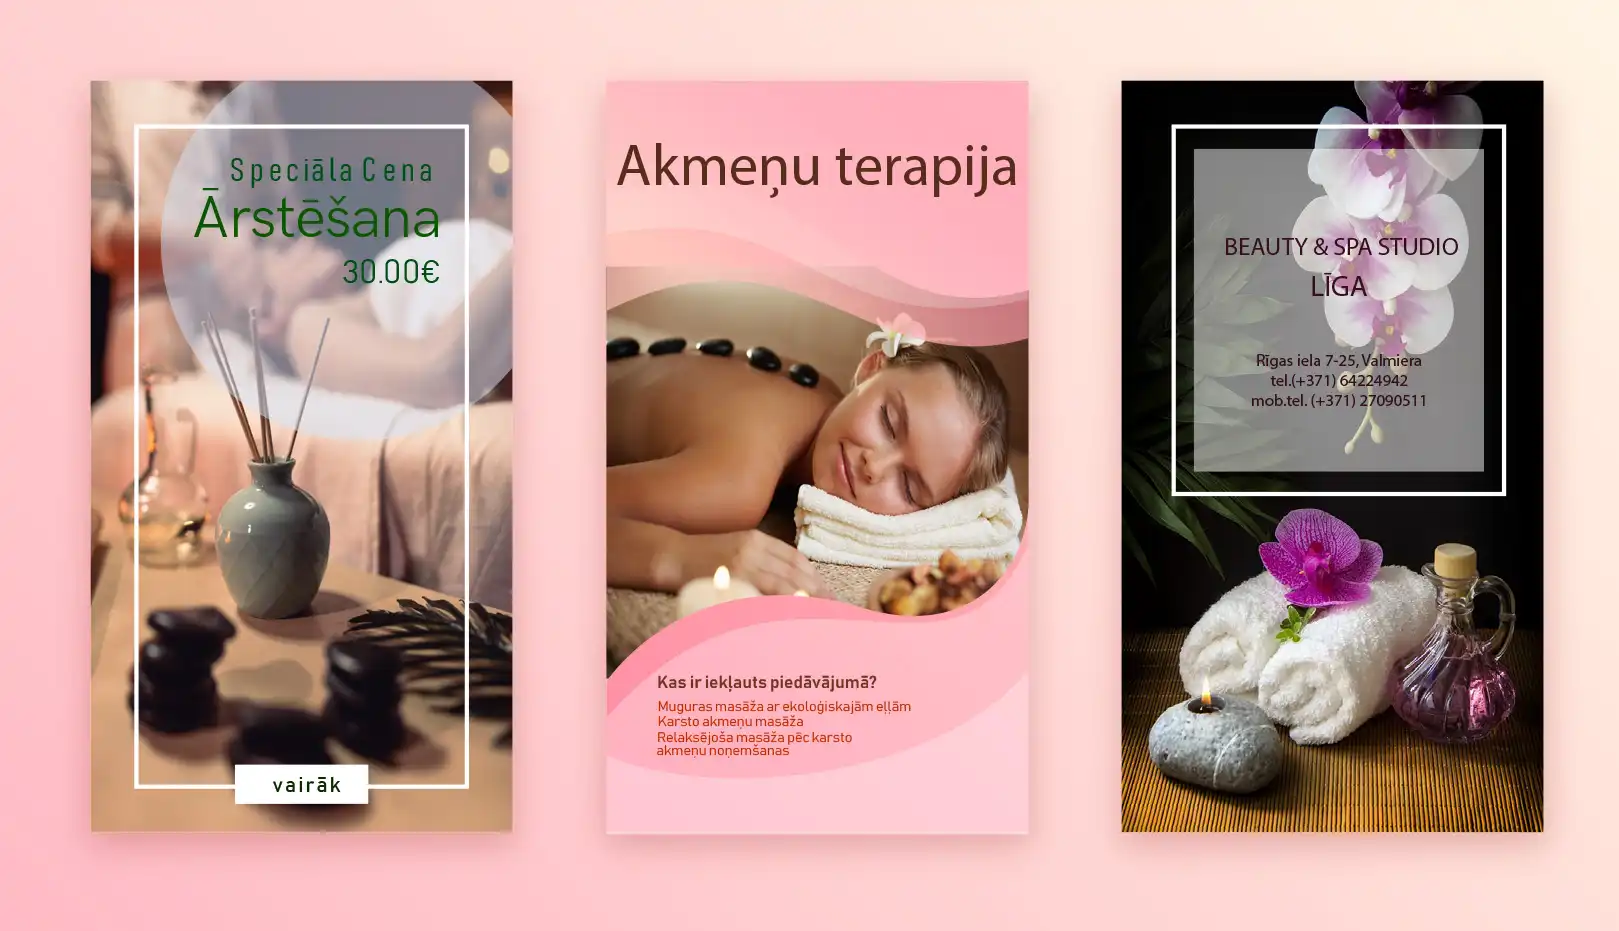 Speciāla Cena
Ārstēšana
30.00€
vairāk
Akmeņu terapija
Kas ir iekļauts piedāvājumā?
Muguras masāža ar ekoloģiskajām eļļām
Karsto akmeņu masāža
Relaksējoša masāža pēc karsto
akmeņu noņemšanas
BEAUTY & SPA STUDIO
LĪGA
Rīgas iela 7-25, Valmiera
tel.(+371) 64224942
mob.tel. (+371) 27090511